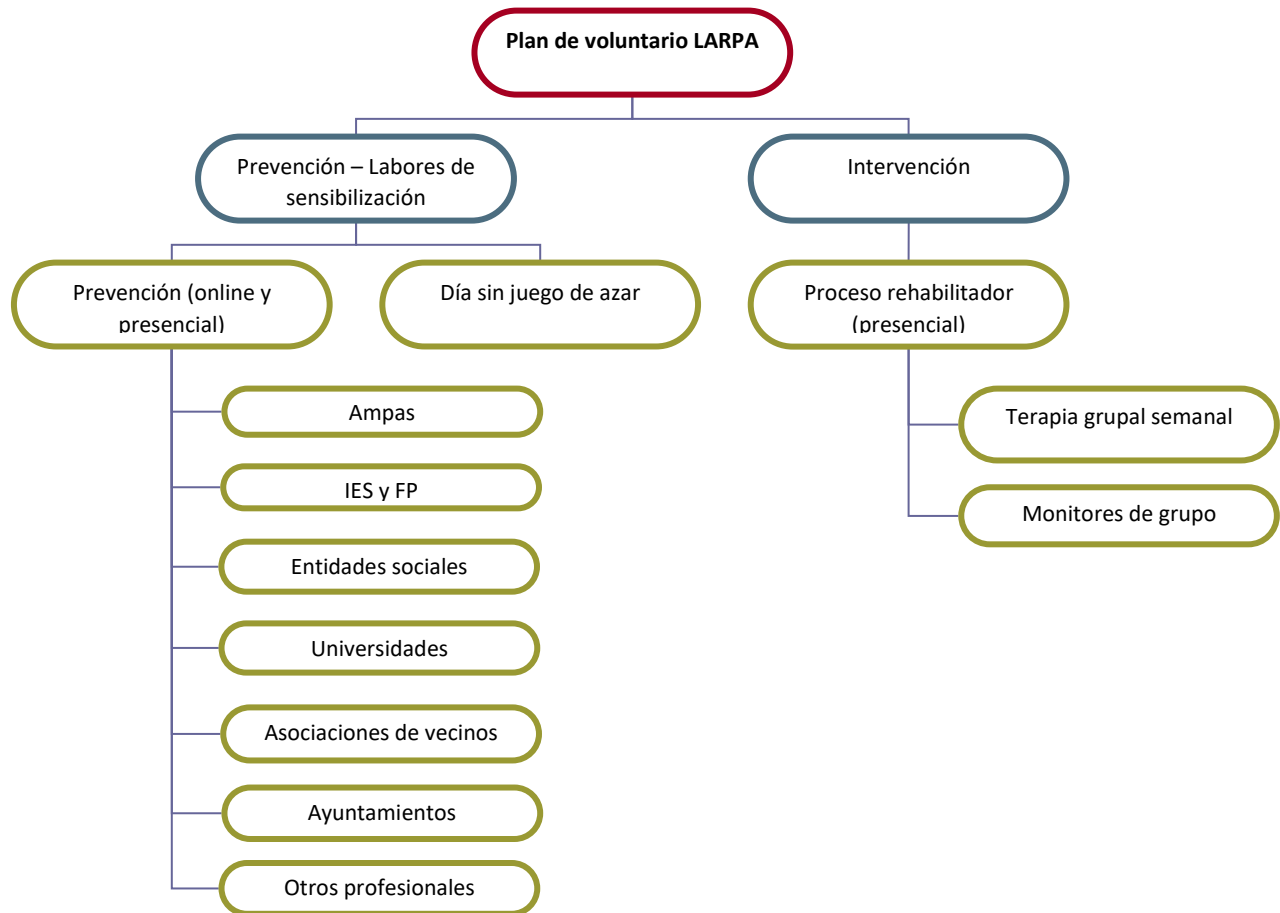 Plan de voluntario LARPA
Prevención – Labores de
sensibilización
Intervención
Prevención (online y
presencial)
Día sin juego de azar
Proceso rehabilitador
(presencial)
Ampas
IES y FP
Entidades sociales
Universidades
Asociaciones de vecinos
Ayuntamientos
Otros profesionales
Terapia grupal semanal
Monitores de grupo